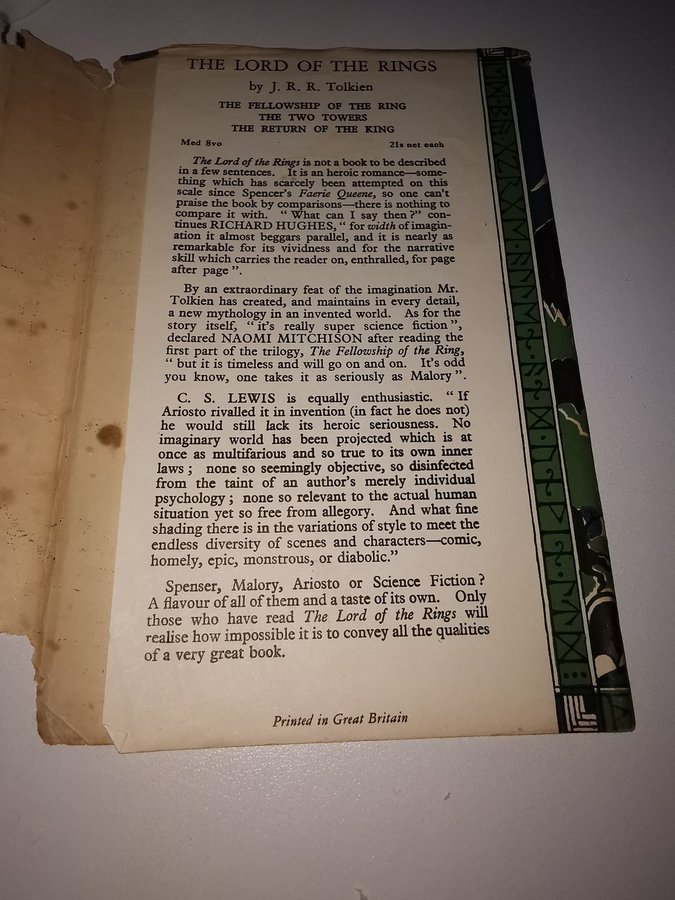 THE LORD OF THE RINGS
by J. R. R. Tolkien
THE FELLOWSHIP OF THE RING
THE TWO TOWERS
THE RETURN OF THE KING
Med 8vo 21s net each
The Lord of the Rings is not a book to be described
in a few sentences. It is an heroic romance—some-
thing which has scarcely been attempted on this
scale since Spencer's Faerie Queene, so one can't
praise the book by comparisons—there is nothing to
compare it with. "What can I say then?" con-
tinues RICHARD HUGHES, "for width of imagin-
ation it almost beggars parallel, and it is nearly as
remarkable for its vividness and for the narrative
skill which carries the reader on, enthralled, for page
after page".
By an extraordinary feat of the imagination Mr.
Tolkien has created, and maintains in every detail,
a new mythology in an invented world. As for the
story itself, "it's really super science fiction",
declared NAOMI MITCHISON after reading the
first part of the trilogy, The Fellowship of the Ring,
"but it is timeless and will go on and on. It's odd
you know, one takes it as seriously as Malory".
C. S. LEWIS is equally enthusiastic. "If
Ariosto rivalled it in invention (in fact he does not)
he would still lack its heroic seriousness. No
imaginary world has been projected which is at
once as multifarious and so true to its own inner
laws; none so seemingly objective, so disinfected
from the taint of an author's merely individual
psychology; none so relevant to the actual human
situation yet so free from allegory. And what fine
shading there is in the variations of style to meet the
endless diversity of scenes and characters—comic,
homely, epic, monstrous, or diabolic."
Spenser, Malory, Ariosto or Science Fiction?
A flavour of all of them and a taste of its own. Only
those who have read The Lord of the Rings will
realise how impossible it is to convey all the qualities
of a very great book.
Printed in Great Britain